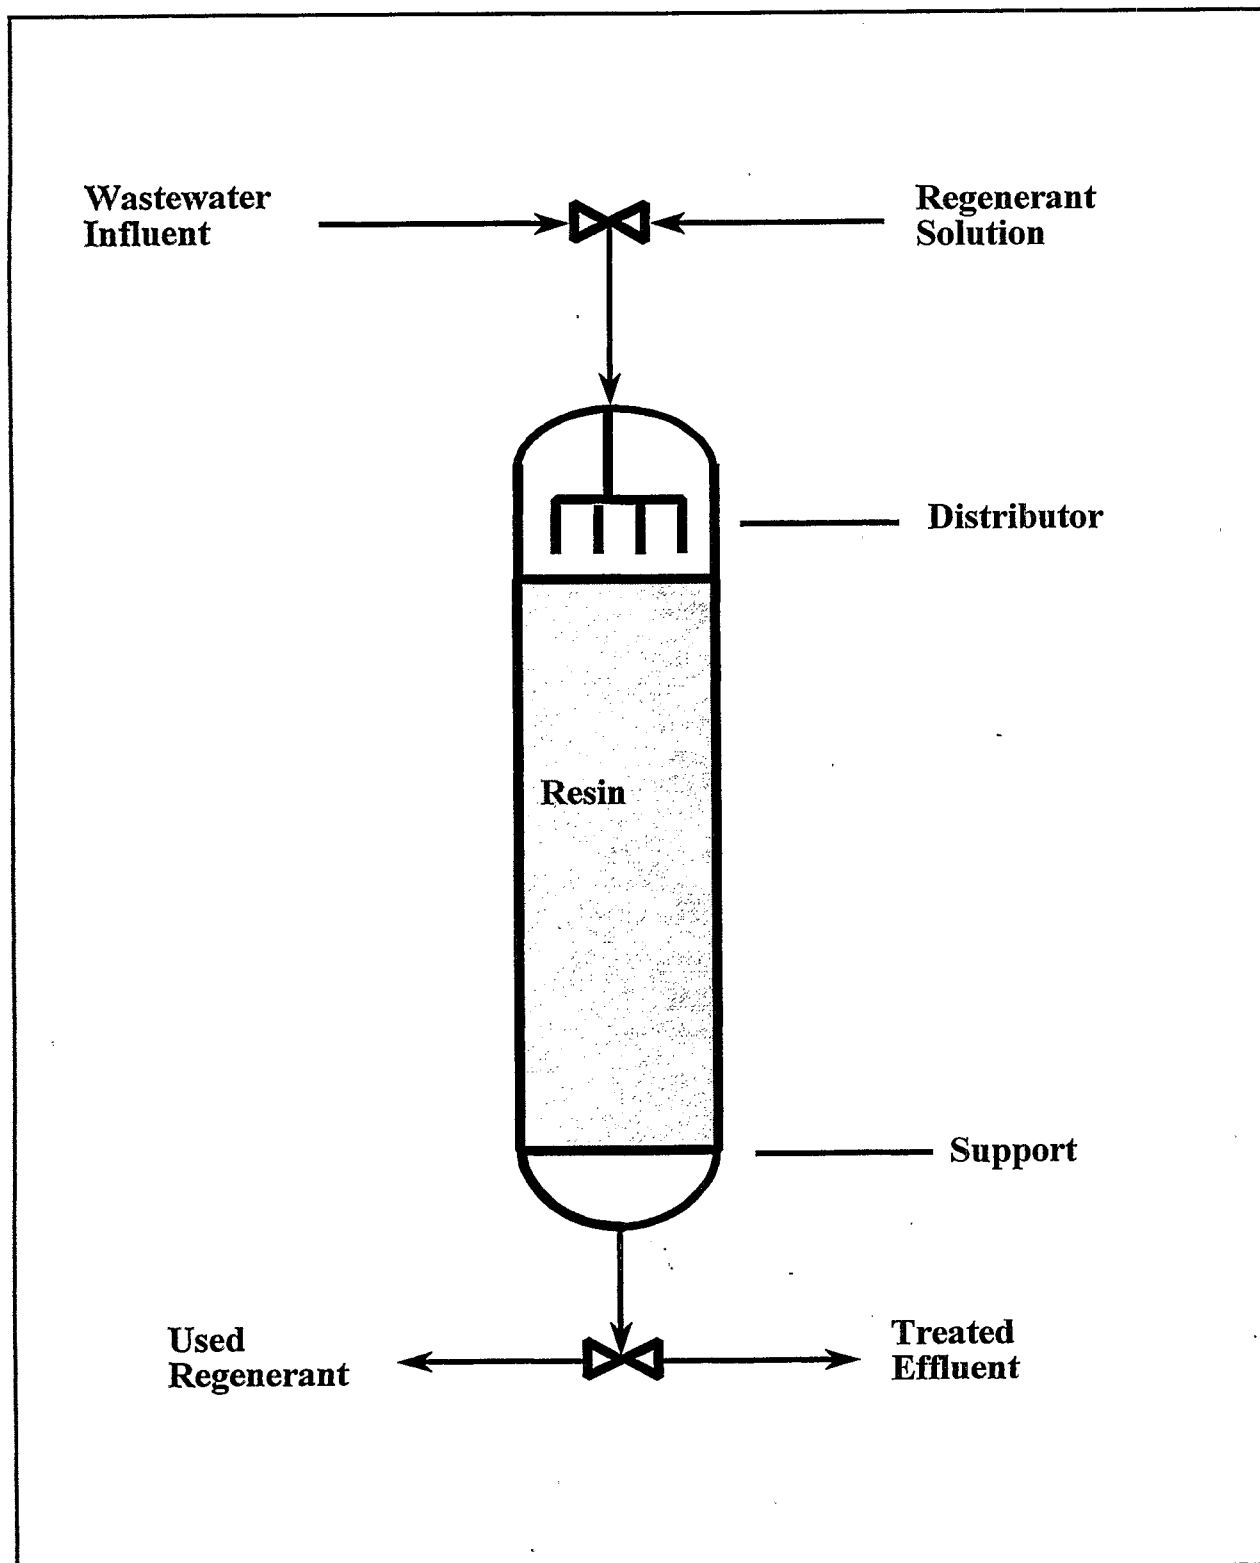 Wastewater
Influent
Regenerant
Solution
Distributor
Resin
Support
Used
Regenerant
Treated
Effluent